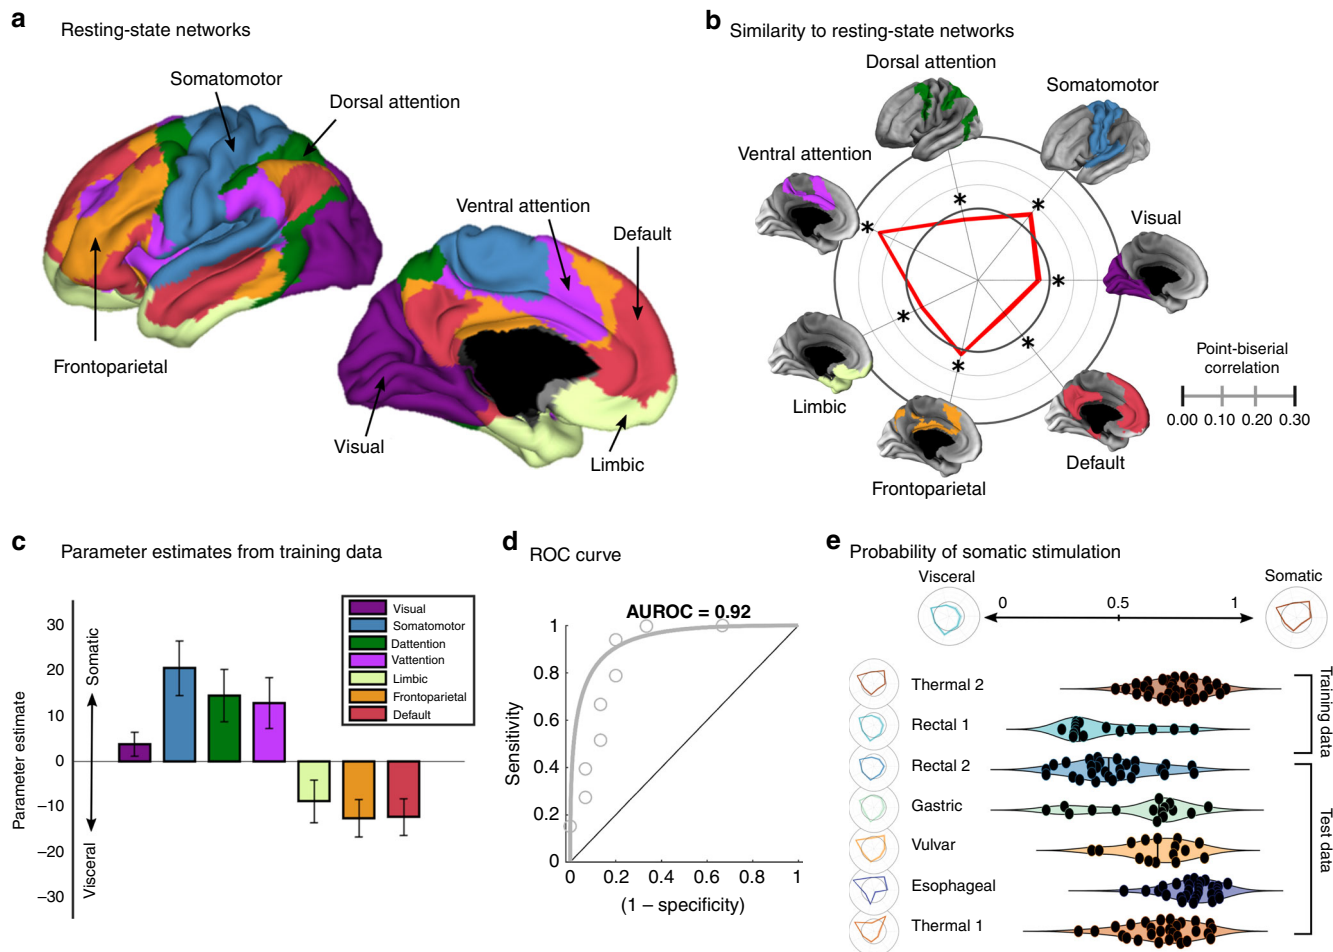 a
Resting-state networks
Somatomotor
Dorsal attention
Ventral attention
Default
Frontoparietal
Visual
Limbic
b
Similarity to resting-state networks
Dorsal attention
Somatomotor
Ventral attention
Visual
Limbic
Frontoparietal
Default
*
*
*
*
*
*
*
Point-biserial
correlation
0.00 0.10 0.20 0.30
c
Parameter estimates from training data
Parameter estimate
Somatic
Visceral
30
20
10
0
–10
–20
–30
Visual
Somatomotor
Dattention
Vattention
Limbic
Frontoparietal
Default
d
ROC curve
AUROC = 0.92
Sensitivity
1
0.8
0.6
0.4
0.2
0
0 0.2 0.4 0.6 0.8 1
(1 – specificity)
e
Probability of somatic stimulation
Visceral
Somatic
0 0.5 1
Thermal 2
Rectal 1
Rectal 2
Gastric
Vulvar
Esophageal
Thermal 1
Training data
Test data